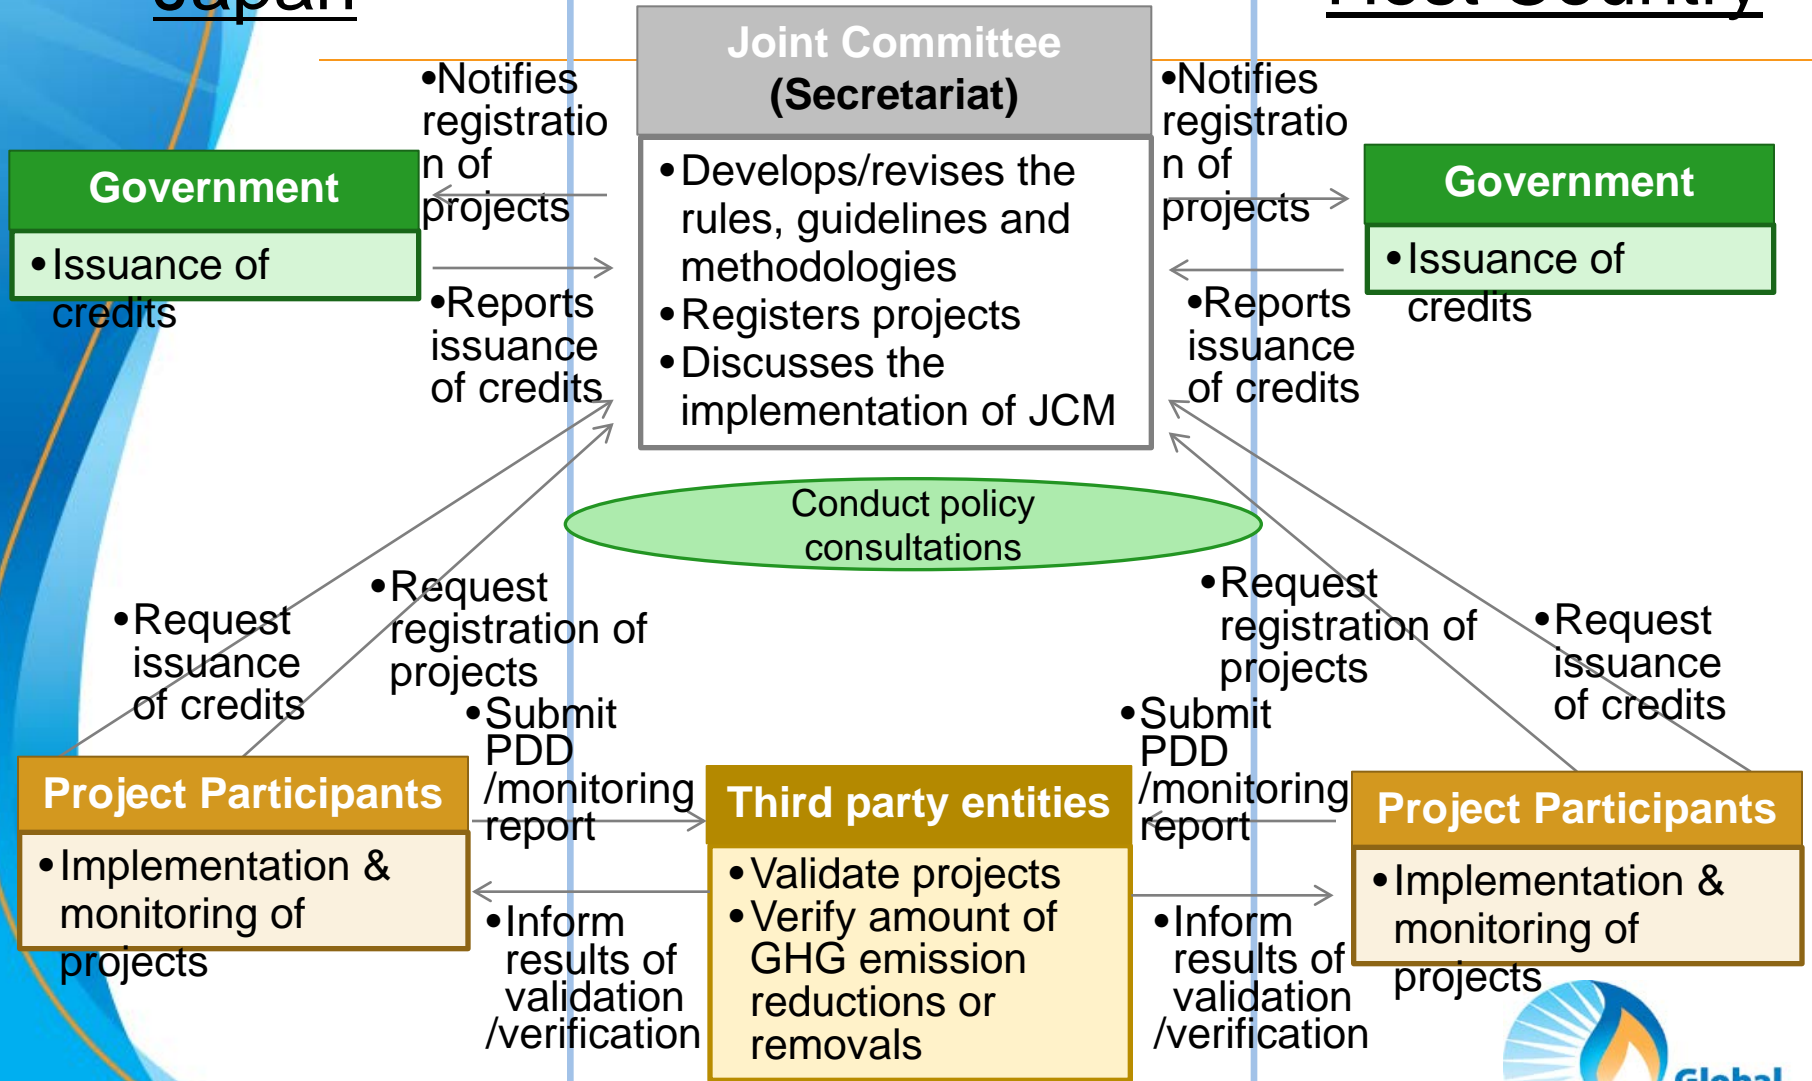 Japan
Host Country
Joint Committee
(Secretariat)
•Notifies
registratio
n of
projects
•Notifies
registratio
n of
projects
Government
•Issuance of
credits
•Develops/revises the
rules, guidelines and
methodologies
•Registers projects
•Discusses the
implementation of JCM
Government
•Issuance of
credits
•Reports
issuance
of credits
•Reports
issuance
of credits
Conduct policy
consultations
•Request
issuance
of credits
•Request
registration of
projects
•Request
registration of
projects
•Request
issuance
of credits
•Submit
PDD
/monitoring
report
•Submit
PDD
/monitoring
report
Project Participants
•Implementation &
monitoring of
projects
Third party entities
•Validate projects
•Verify amount of
GHG emission
reductions or
removals
Project Participants
•Implementation &
monitoring of
projects
•Inform
results of
validation
/verification
•Inform
results of
validation
/verification
Global